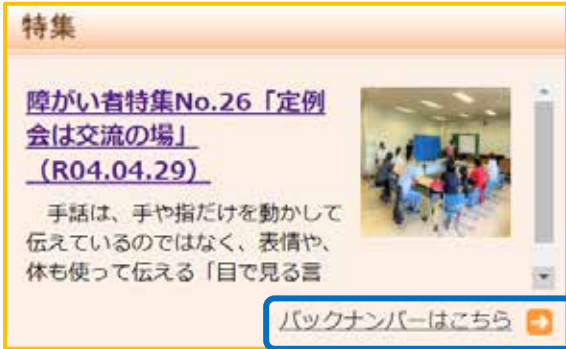 特集
障がい者特集No.26「定例
会は交流の場」
（R04.04.29）
手話は、手や指だけを動かして
伝えているのではなく、表情や、
体も使って伝える「目で見る言
バックナンバーはこちら